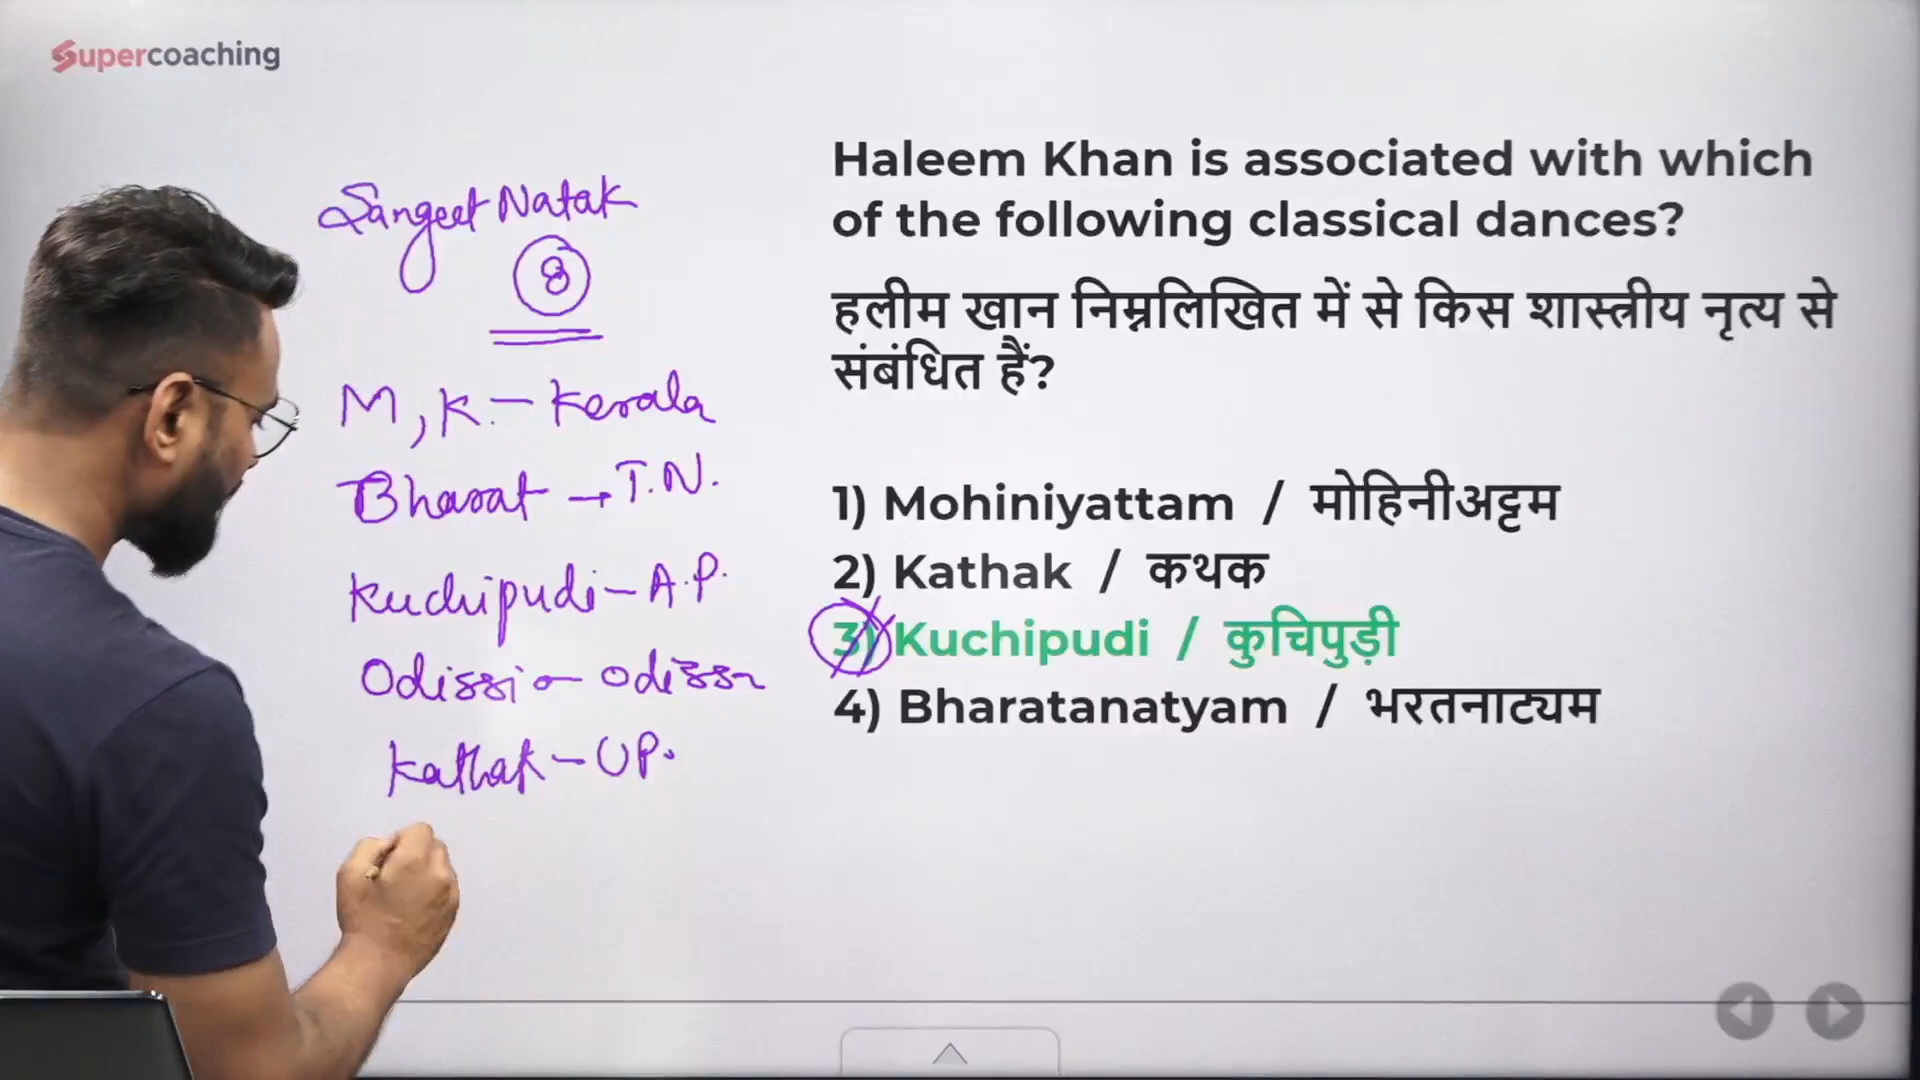 Supercoaching
Sangeet Natak
8
M, K. - Kerala
Bharat → T.N.
Kuchipudi - A.P.
Odissi - Odissa
Kathak - UP.
Haleem Khan is associated with which
of the following classical dances?
हलीम खान निम्नलिखित में से किस शास्त्रीय नृत्य से
संबंधित हैं?
1) Mohiniyattam / मोहिनीअट्टम
2) Kathak / कथक
3) Kuchipudi / कुचिपुड़ी
4) Bharatanatyam / भरतनाट्यम